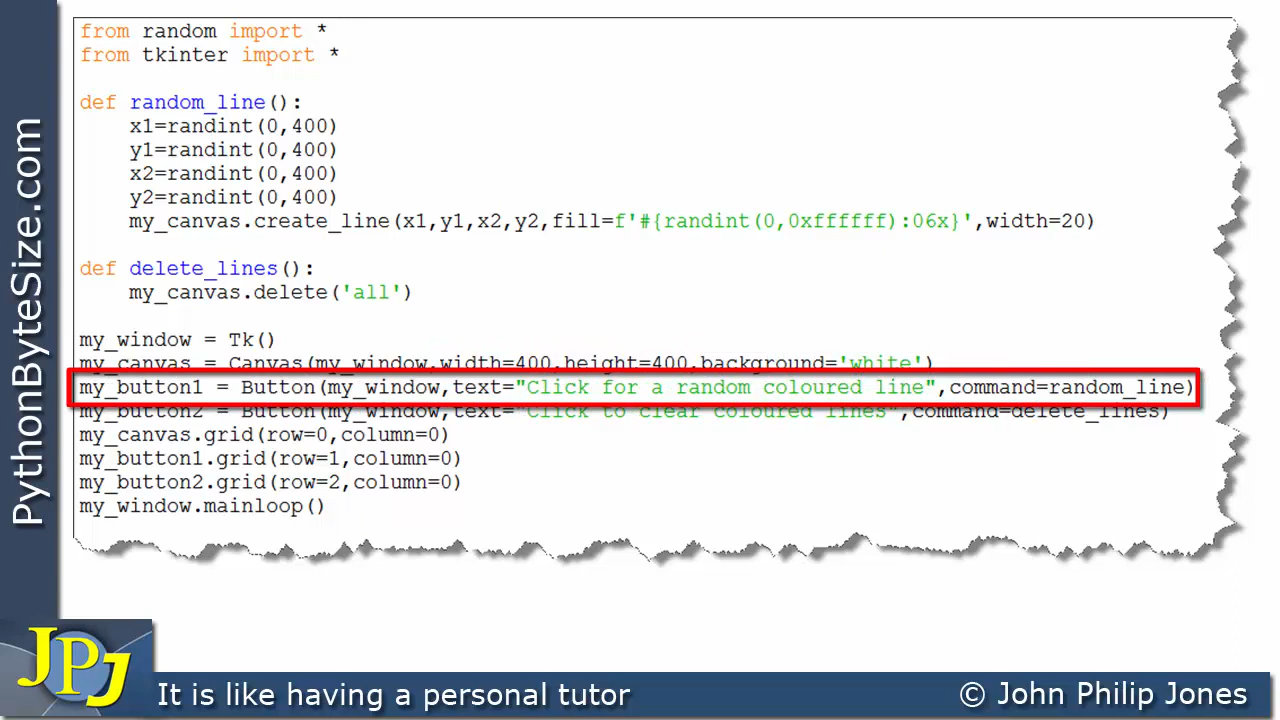 from random import *
from tkinter import *
def random_line():
    x1=randint(0,400)
    y1=randint(0,400)
    x2=randint(0,400)
    y2=randint(0,400)
    my_canvas.create_line(x1,y1,x2,y2,fill=f'#{randint(0,0xffffff):06x}',width=20)
def delete_lines():
    my_canvas.delete('all')
my_window = Tk()
my_canvas = Canvas(my_window,width=400,height=400,background='white')
my_button1 = Button(my_window,text="Click for a random coloured line",command=random_line)
my_button2 = Button(my_window,text="Click to clear coloured lines",command=delete_lines)
my_canvas.grid(row=0,column=0)
my_button1.grid(row=1,column=0)
my_button2.grid(row=2,column=0)
my_window.mainloop()
PythonByteSize.com
JPJ
It is like having a personal tutor
© John Philip Jones